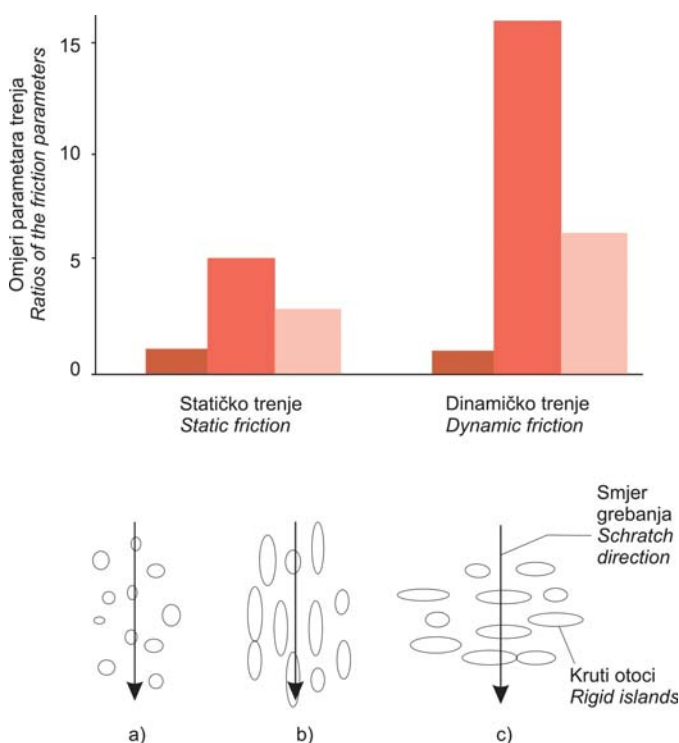 Omjeri parametara trenja
Ratios of the friction parameters
15
10
5
0
Statičko trenje
Static friction
Dinamičko trenje
Dynamic friction
Smjer
grebanja
Schratch
direction
Kruti otoci
Rigid islands
a)
b)
c)